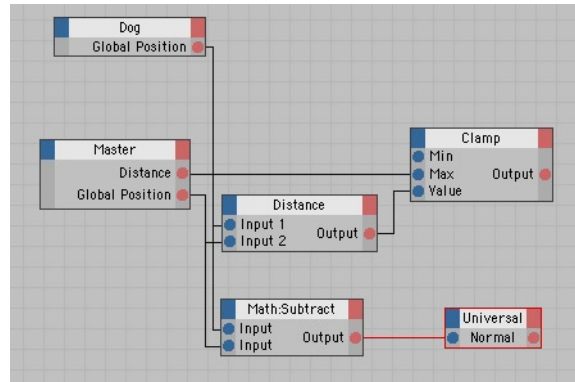 Dog
Global Position
Master
Distance
Global Position
Clamp
Min
Max
Output
Value
Distance
Input 1
Output
Input 2
Math:Subtract
Input
Output
Input
Universal
Normal